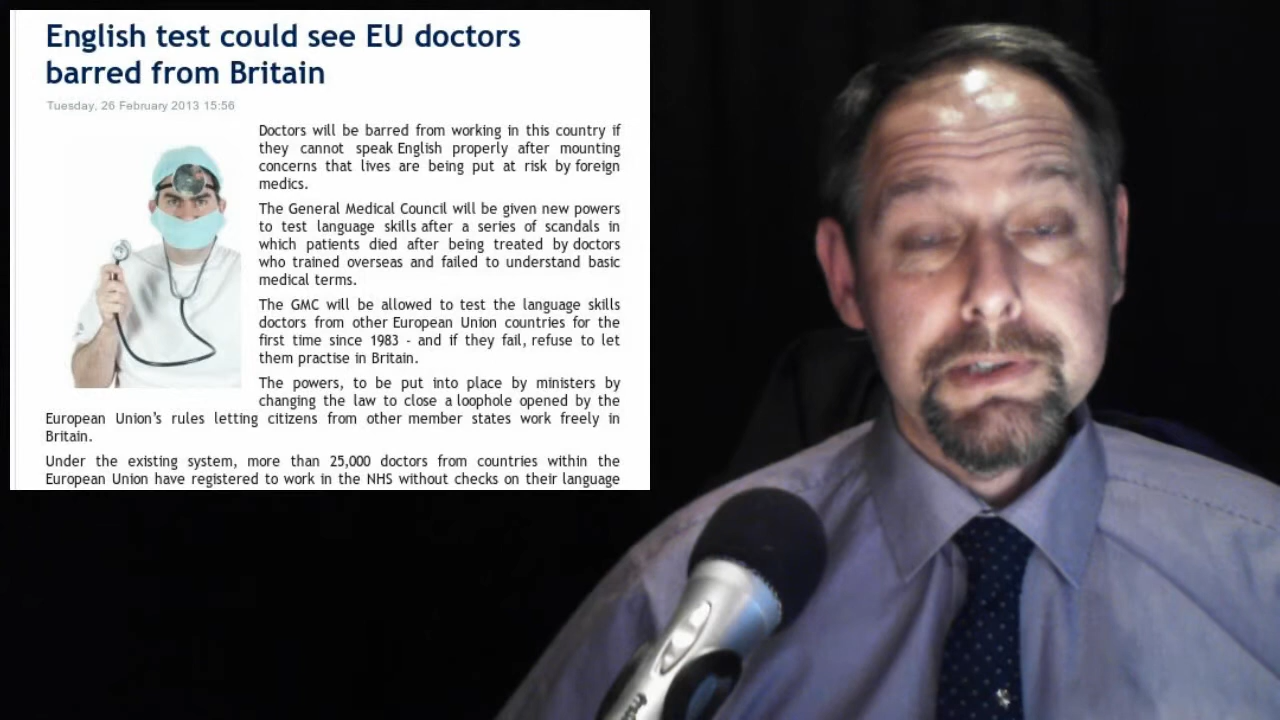 English test could see EU doctors
barred from Britain
Tuesday, 26 February 2013 15:56
Doctors will be barred from working in this country if
they cannot speak English properly after mounting
concerns that lives are being put at risk by foreign
medics.
The General Medical Council will be given new powers
to test language skills after a series of scandals in
which patients died after being treated by doctors
who trained overseas and failed to understand basic
medical terms.
The GMC will be allowed to test the language skills
doctors from other European Union countries for the
first time since 1983 - and if they fail, refuse to let
them practise in Britain.
The powers, to be put into place by ministers by
changing the law to close a loophole opened by the
European Union's rules letting citizens from other member states work freely in
Britain.
Under the existing system, more than 25,000 doctors from countries within the
European Union have registered to work in the NHS without checks on their language